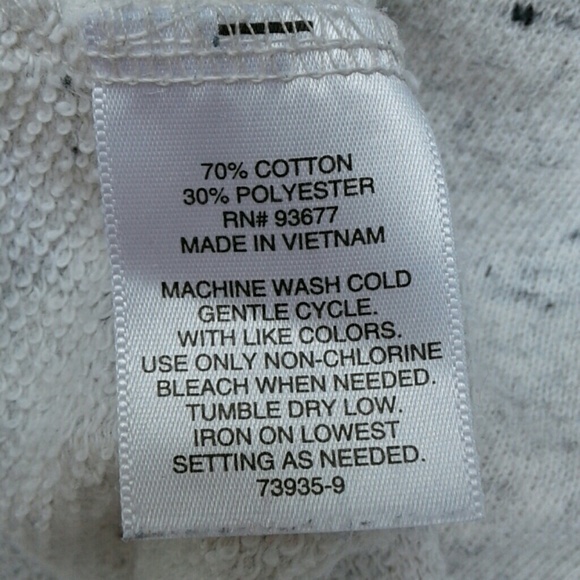 70% COTTON
30% POLYESTER
RN# 93677
MADE IN VIETNAM
MACHINE WASH COLD
GENTLE CYCLE.
WITH LIKE COLORS.
USE ONLY NON-CHLORINE
BLEACH WHEN NEEDED.
TUMBLE DRY LOW.
IRON ON LOWEST
SETTING AS NEEDED.
73935-9